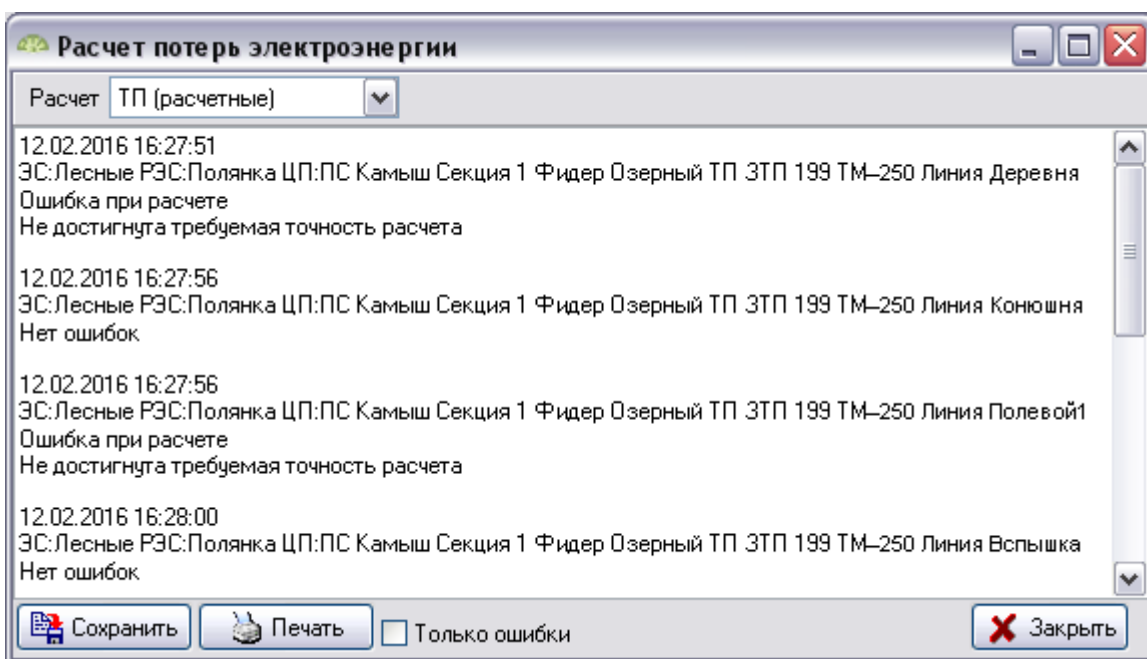 Расчет потерь электроэнергии
Расчет ТП (расчетные)
12.02.2016 16:27:51
ЭС:Лесные РЭС:Полянка ЦП:ПС Камыш Секция 1 Фидер Озерный ТП ЗТП 199 ТМ–250 Линия Деревня
Ошибка при расчете
Не достигнута требуемая точность расчета
12.02.2016 16:27:56
ЭС:Лесные РЭС:Полянка ЦП:ПС Камыш Секция 1 Фидер Озерный ТП ЗТП 199 ТМ–250 Линия Конюшня
Нет ошибок
12.02.2016 16:27:56
ЭС:Лесные РЭС:Полянка ЦП:ПС Камыш Секция 1 Фидер Озерный ТП ЗТП 199 ТМ–250 Линия Полевой1
Ошибка при расчете
Не достигнута требуемая точность расчета
12.02.2016 16:28:00
ЭС:Лесные РЭС:Полянка ЦП:ПС Камыш Секция 1 Фидер Озерный ТП ЗТП 199 ТМ–250 Линия Вспышка
Нет ошибок
Сохранить Печать Только ошибки Закрыть